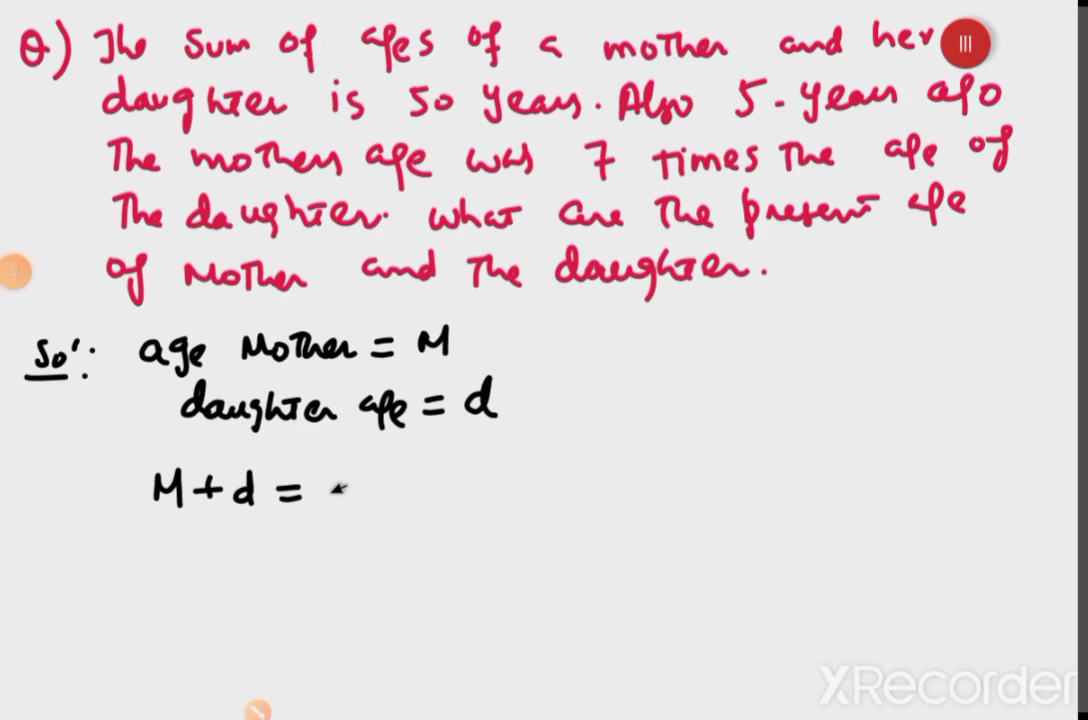 Q) The sum of ages of a mother and her
daughter is 50 years. Also 5-years ago
The mothers age was 7 times The age of
The daughter. what are The present age
of Mother and The daughter.
Sol: age Mother = M
daughter age = d
M+d =
XRecorder